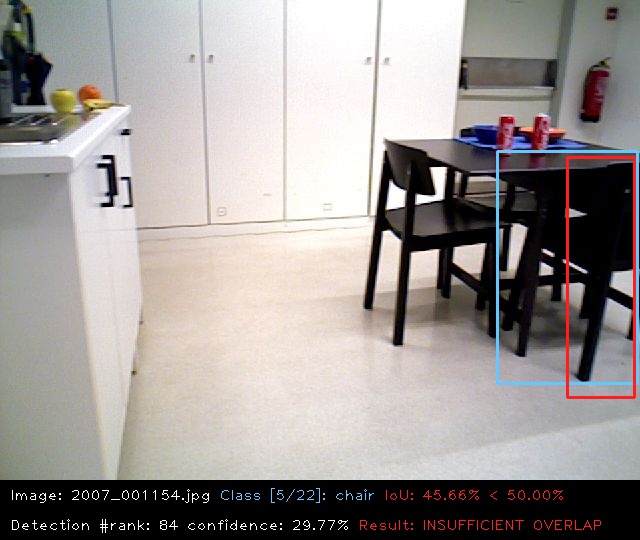 Image: 2007_001154.jpg Class [5/22]: chair IoU: 45.66% < 50.00%
Detection #rank: 84 confidence: 29.77% Result: INSUFFICIENT OVERLAP